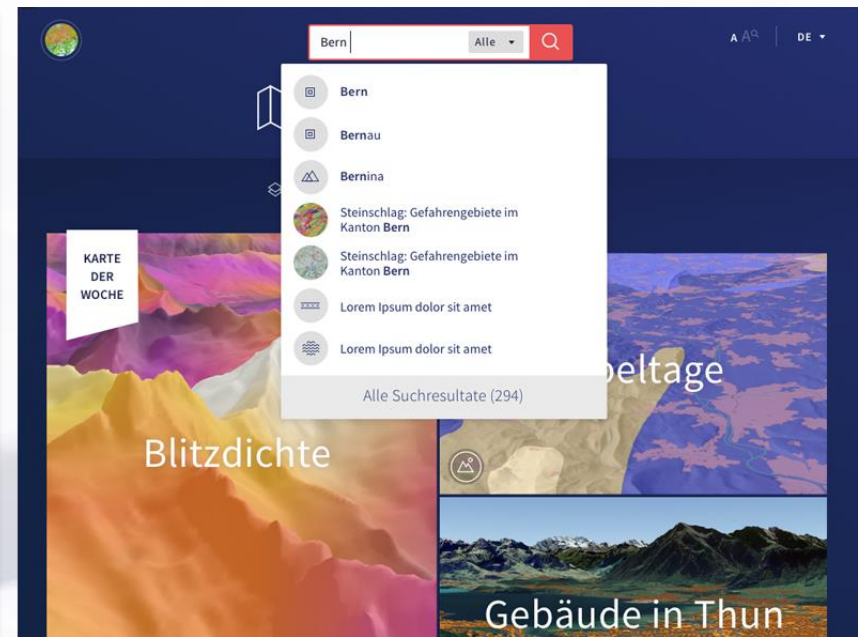 Bern
Alle
A A
DE
Bern
Bernau
Bernina
Steinschlag: Gefahrengebiete im
Kanton Bern
Steinschlag: Gefahrengebiete im
Kanton Bern
Lorem Ipsum dolor sit amet
Lorem Ipsum dolor sit amet
Alle Suchresultate (294)
KARTE
DER
WOCHE
Blitzdichte
eltage
Gebäude in Thun